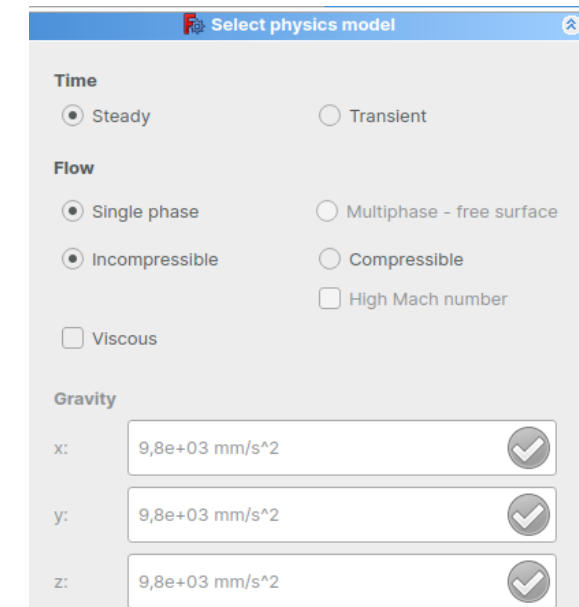 Select physics model
Time
Steady Transient
Flow
Single phase Multiphase - free surface
Incompressible Compressible
High Mach number
Viscous
Gravity
x: 9,8e+03 mm/s^2
y: 9,8e+03 mm/s^2
z: 9,8e+03 mm/s^2